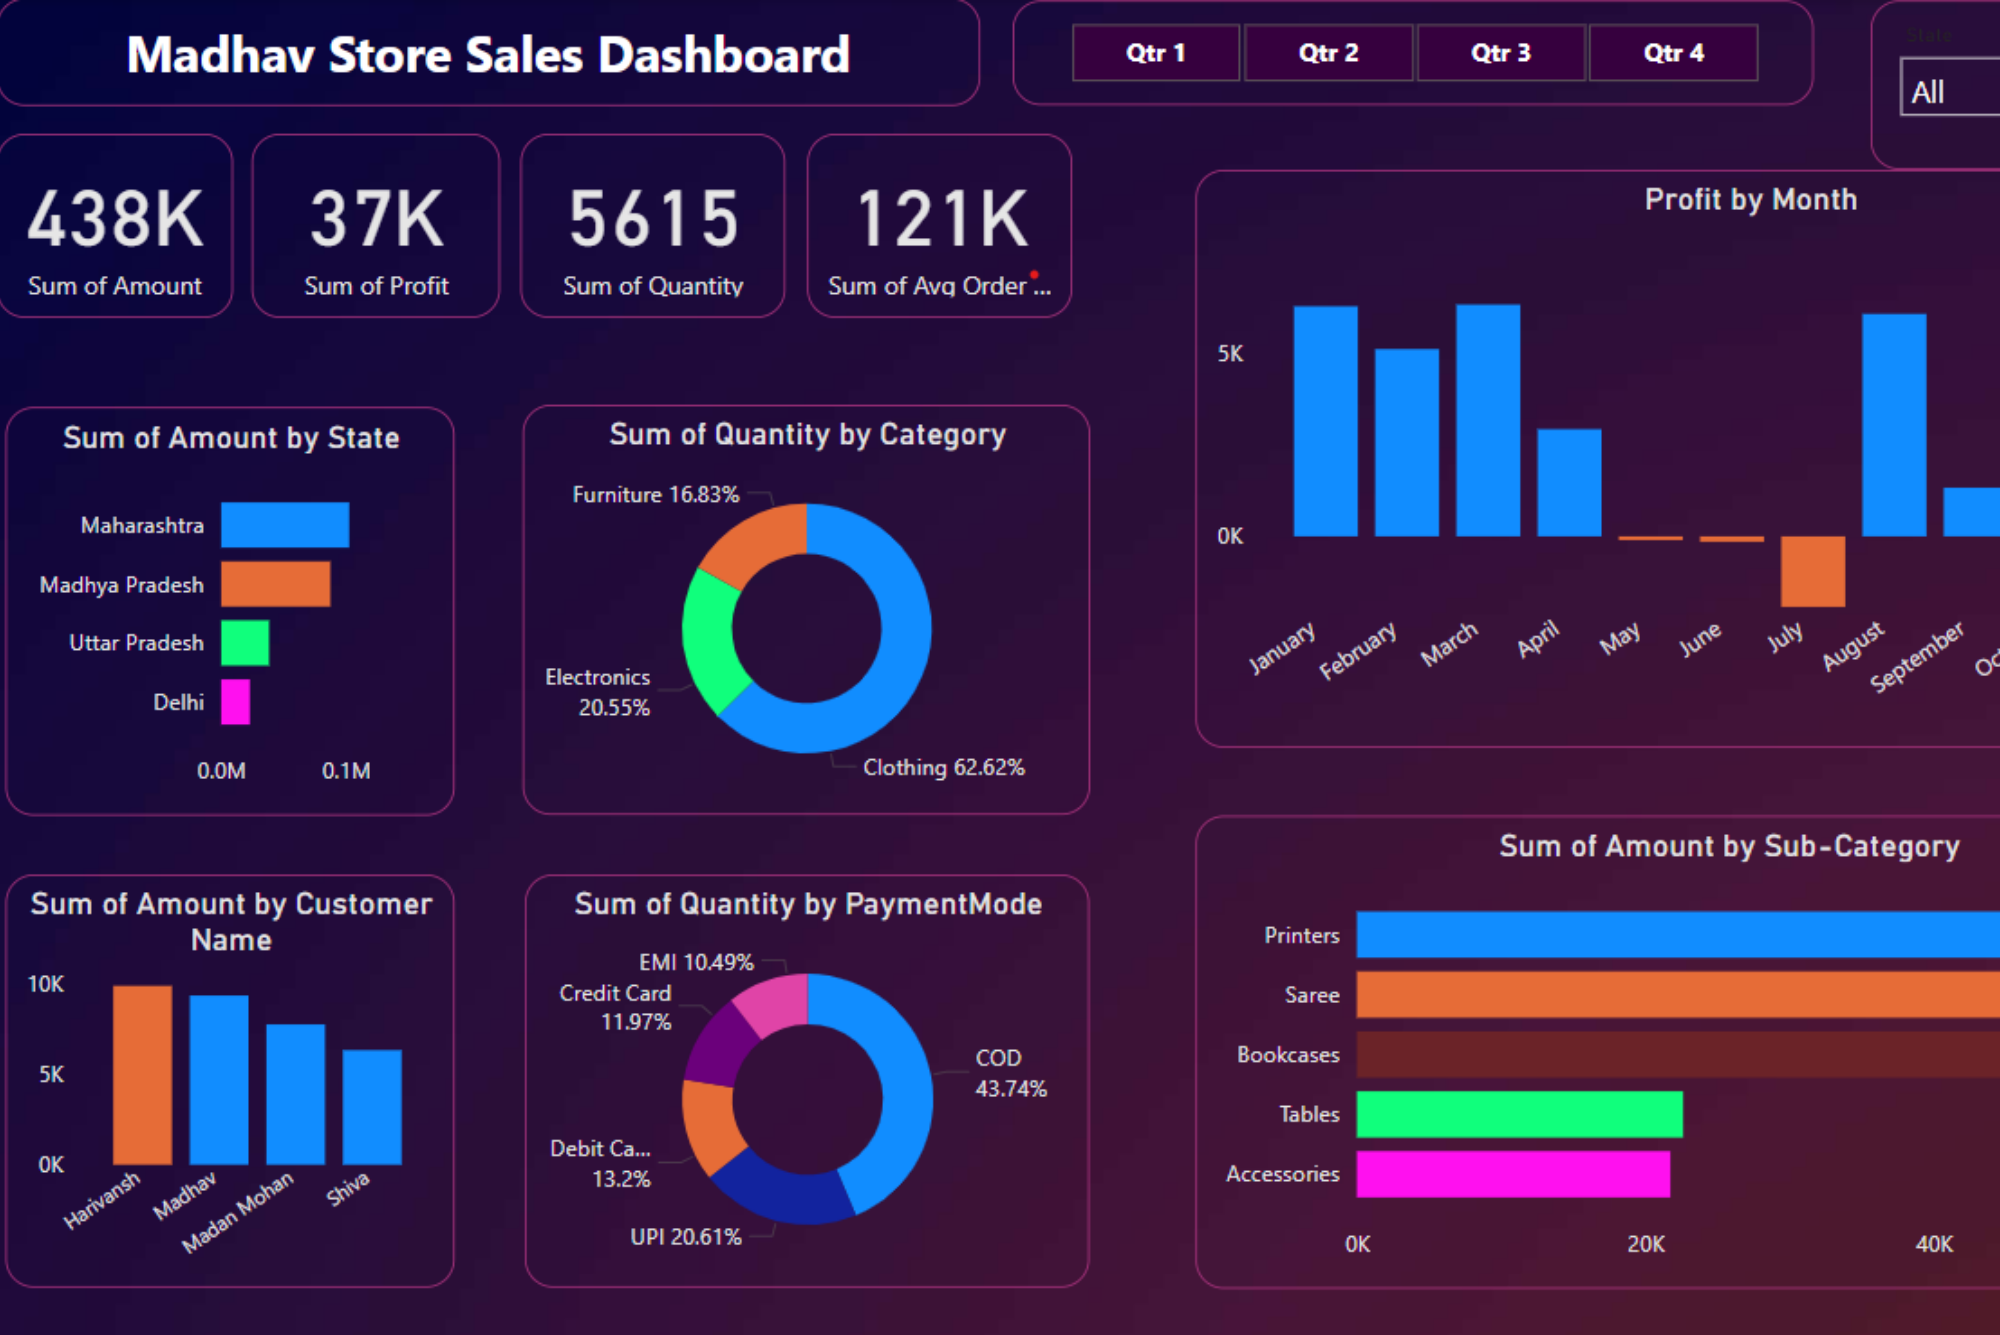 Madhav Store Sales Dashboard
Qtr 1
Qtr 2
Qtr 3
Qtr 4
State
All
438K
Sum of Amount
37K
Sum of Profit
5615
Sum of Quantity
121K
Sum of Avg Order ...
Profit by Month
5K
0K
January
February
March
April
May
June
July
August
September
Oc
Sum of Amount by State
Maharashtra
Madhya Pradesh
Uttar Pradesh
Delhi
0.0M
0.1M
Sum of Quantity by Category
Furniture 16.83%
Electronics
20.55%
Clothing 62.62%
Sum of Amount by Customer
Name
10K
5K
0K
Harivansh
Madhav
Madan Mohan
Shiva
Sum of Quantity by PaymentMode
EMI 10.49%
Credit Card
11.97%
COD
43.74%
Debit Ca...
13.2%
UPI 20.61%
Sum of Amount by Sub-Category
Printers
Saree
Bookcases
Tables
Accessories
0K
20K
40K